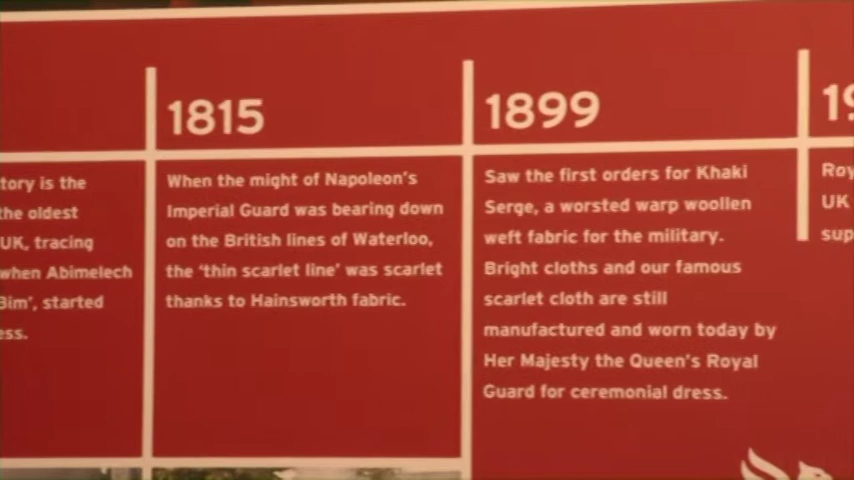 tory is the
the oldest
UK, tracing
when Abimelech
Bim', started
ess.
1815
When the might of Napoleon's
Imperial Guard was bearing down
on the British lines of Waterloo,
the 'thin scarlet line' was scarlet
thanks to Hainsworth fabric.
1899
Saw the first orders for Khaki
Serge, a worsted warp woollen
weft fabric for the military.
Bright cloths and our famous
scarlet cloth are still
manufactured and worn today by
Her Majesty the Queen's Royal
Guard for ceremonial dress.
19
Roy
UK
sup